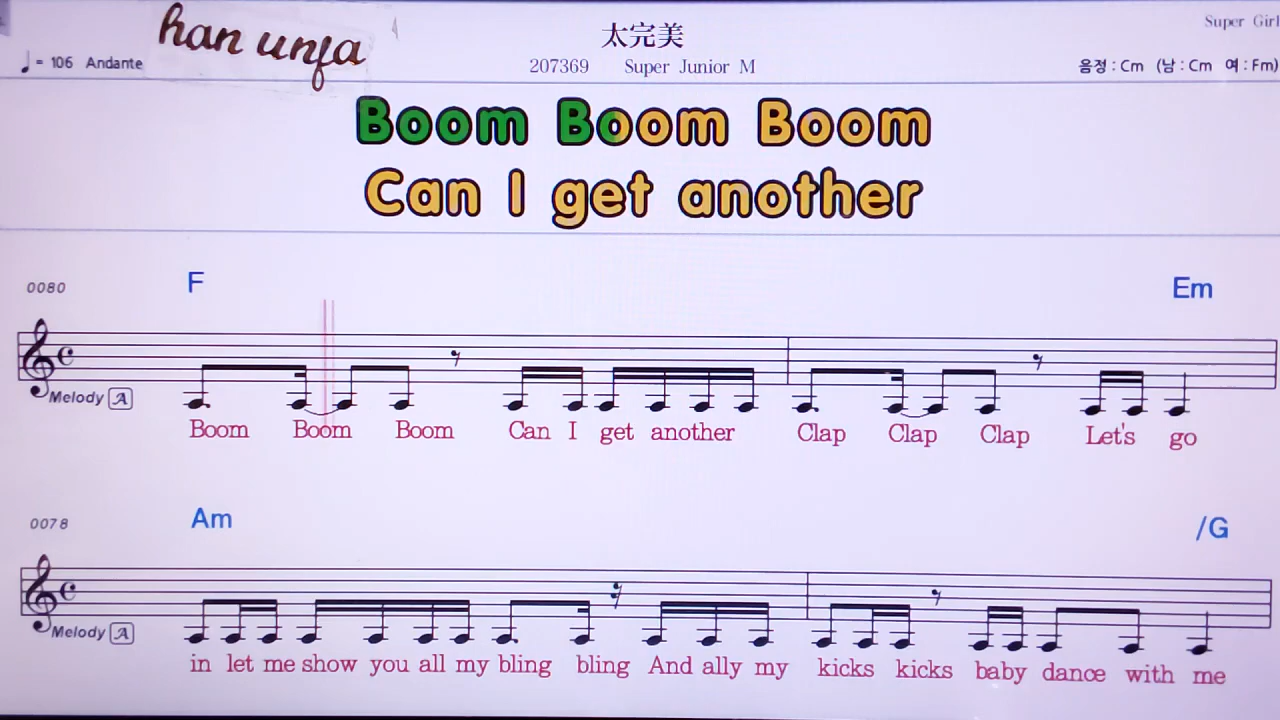 han unfa
太完美
Super Girl
♩= 106 Andante
207369 Super Junior M
음정 : Cm (남 : Cm 여 : Fm)
Boom Boom Boom
Can I get another
0080
F Em
Melody A
Boom Boom Boom Can I get another Clap Clap Clap Let's go
0078
Am /G
Melody A
in let me show you all my bling bling And ally my kicks kicks baby dance with me